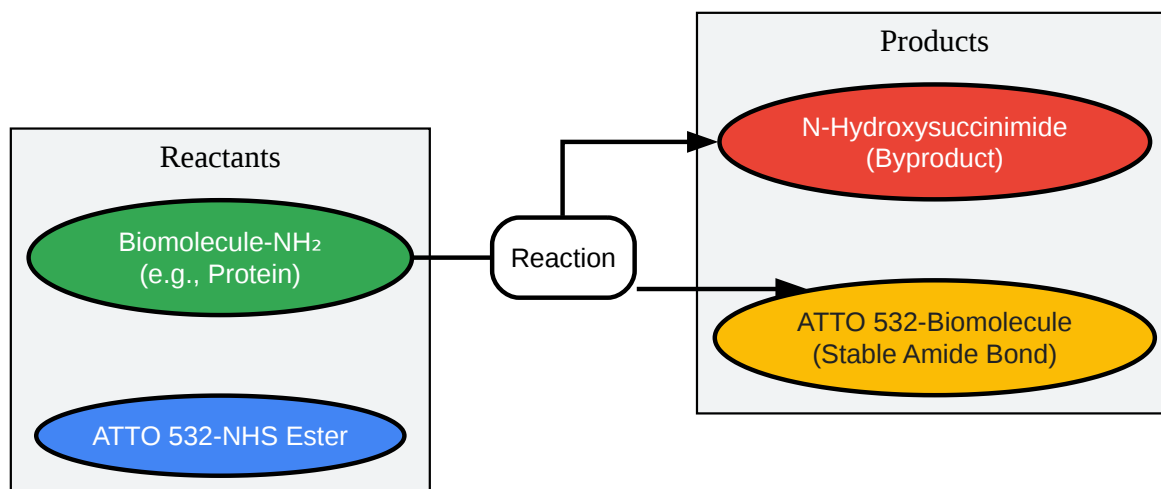 Reactants
Biomolecule-NH₂
(e.g., Protein)
ATTO 532-NHS Ester
Reaction
Products
N-Hydroxysuccinimide
(Byproduct)
ATTO 532-Biomolecule
(Stable Amide Bond)